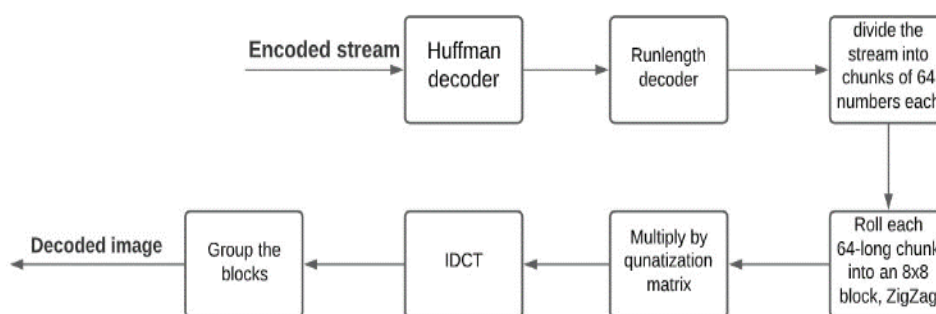 Encoded stream
Huffman
decoder
Runlength
decoder
divide the
stream into
chunks of 64
numbers each
Roll each
64-long chunk
into an 8x8
block, ZigZag
Multiply by
qunatization
matrix
IDCT
Group the
blocks
Decoded image